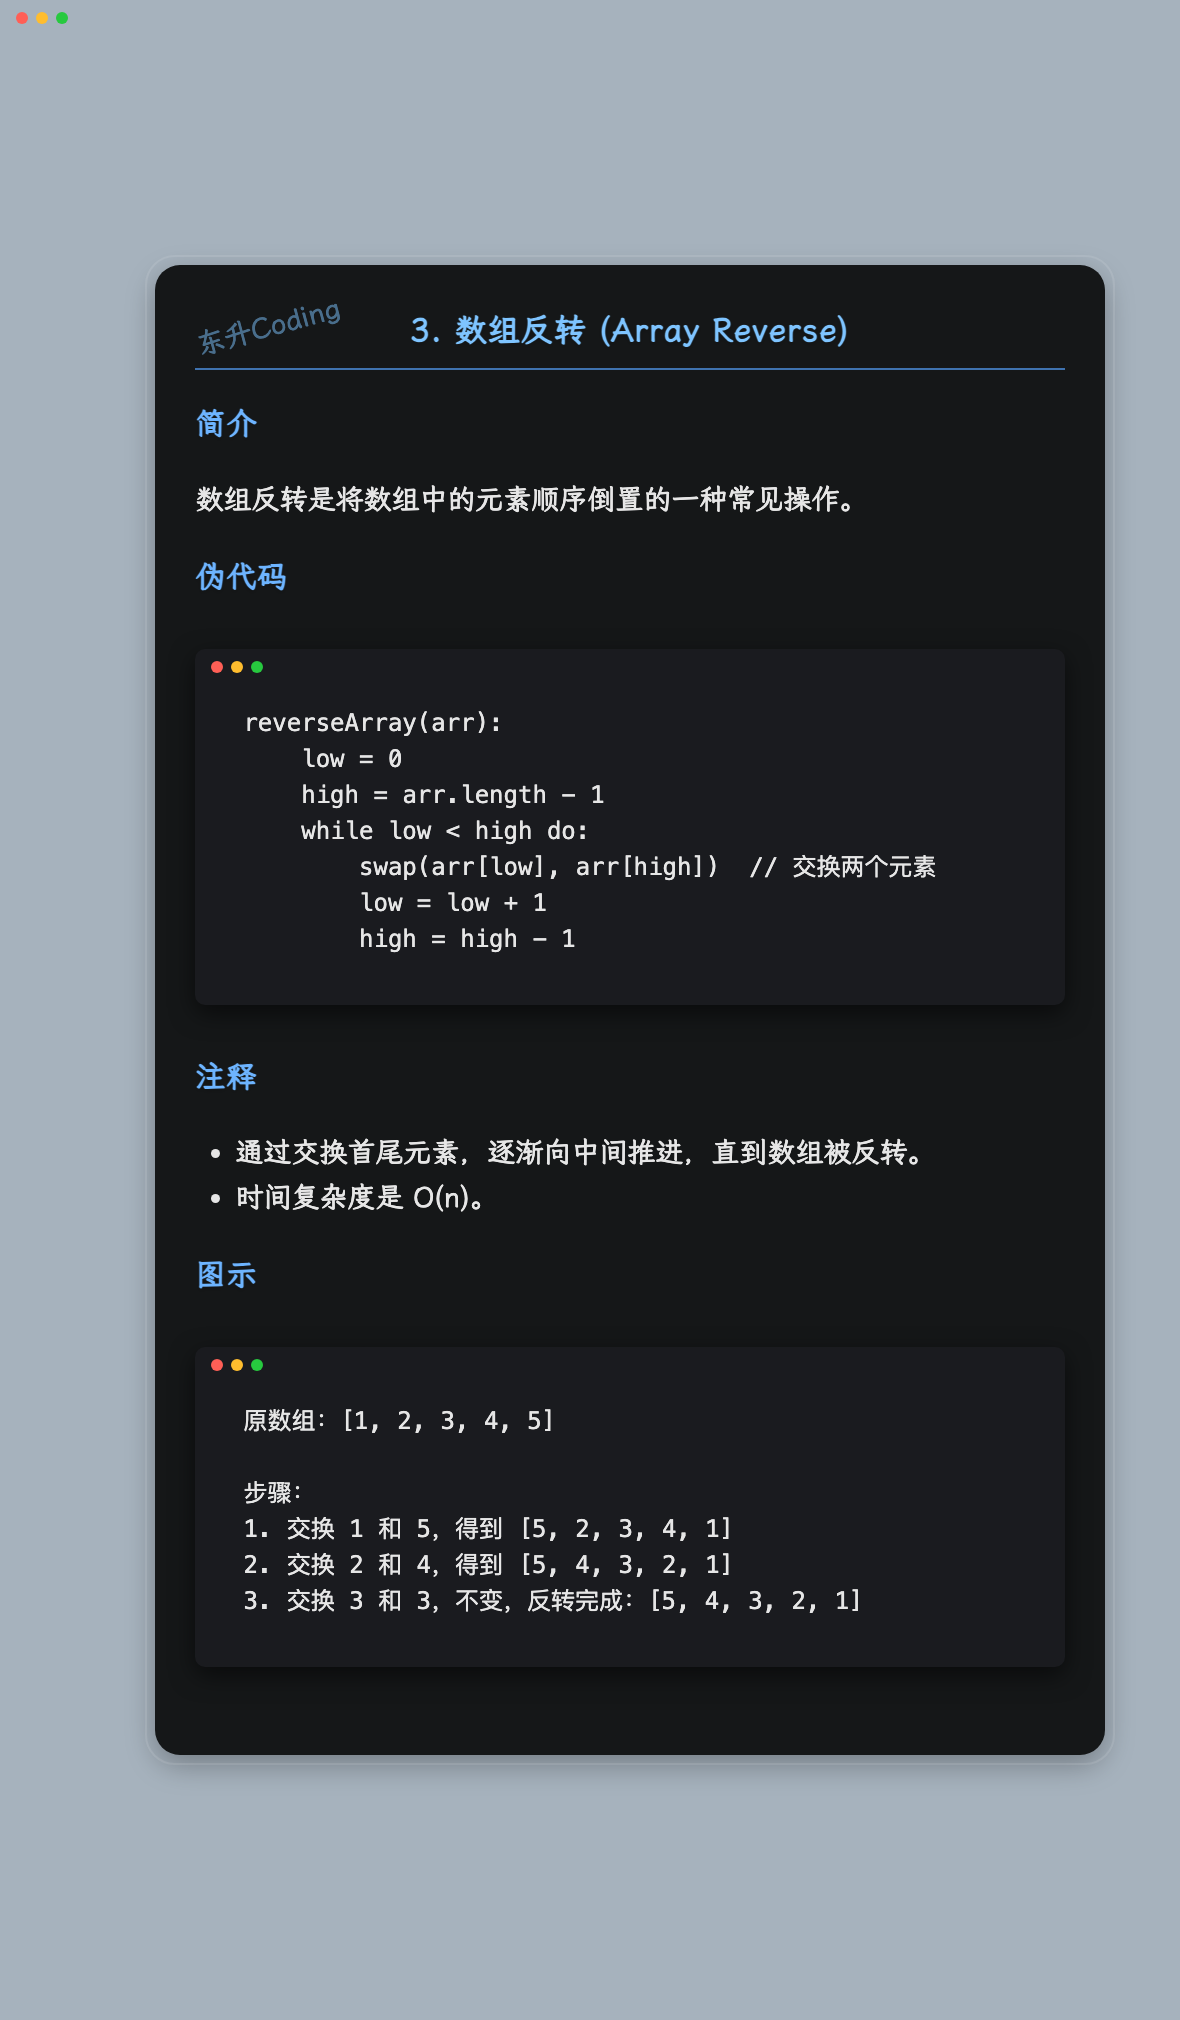 东升Coding
3. 数组反转 (Array Reverse)
简介
数组反转是将数组中的元素顺序倒置的一种常见操作。
伪代码
reverseArray(arr):
    low = 0
    high = arr.length - 1
    while low < high do:
        swap(arr[low], arr[high])  // 交换两个元素
        low = low + 1
        high = high - 1
注释
• 通过交换首尾元素，逐渐向中间推进，直到数组被反转。
• 时间复杂度是 O(n)。
图示
原数组：[1, 2, 3, 4, 5]
步骤：
1. 交换 1 和 5，得到 [5, 2, 3, 4, 1]
2. 交换 2 和 4，得到 [5, 4, 3, 2, 1]
3. 交换 3 和 3，不变，反转完成：[5, 4, 3, 2, 1]